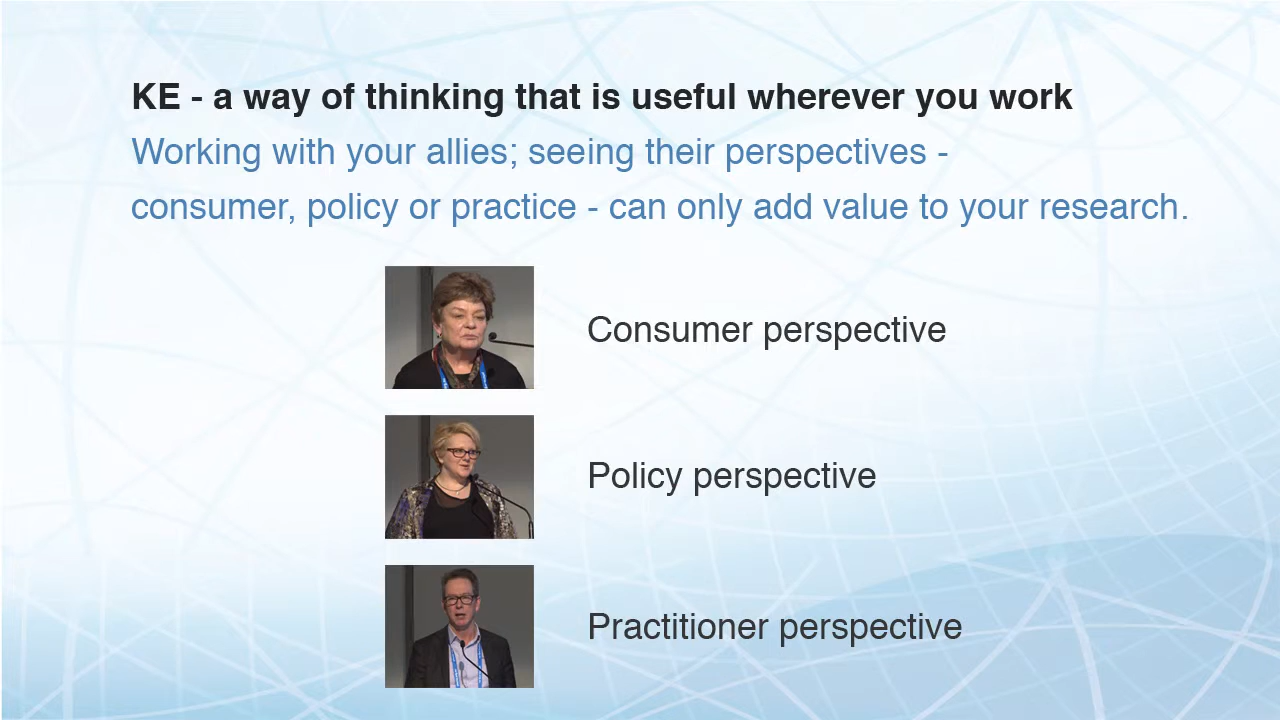 KE - a way of thinking that is useful wherever you work
Working with your allies; seeing their perspectives -
consumer, policy or practice - can only add value to your research.
Consumer perspective
Policy perspective
Practitioner perspective